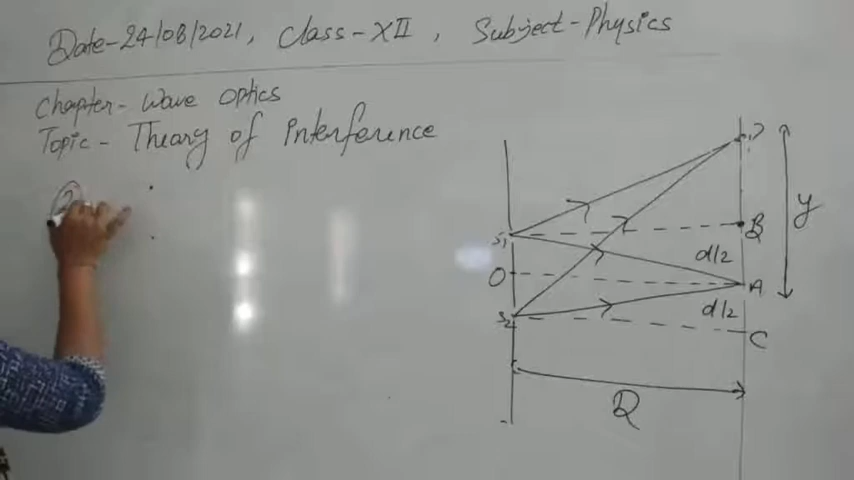 Date-24/08/2021, Class-XII, Subject-Physics
Chapter- Wave Optics
Topic- Theory of Interference
P
y
S1
B
d/2
O
A
d/2
S2
C
D